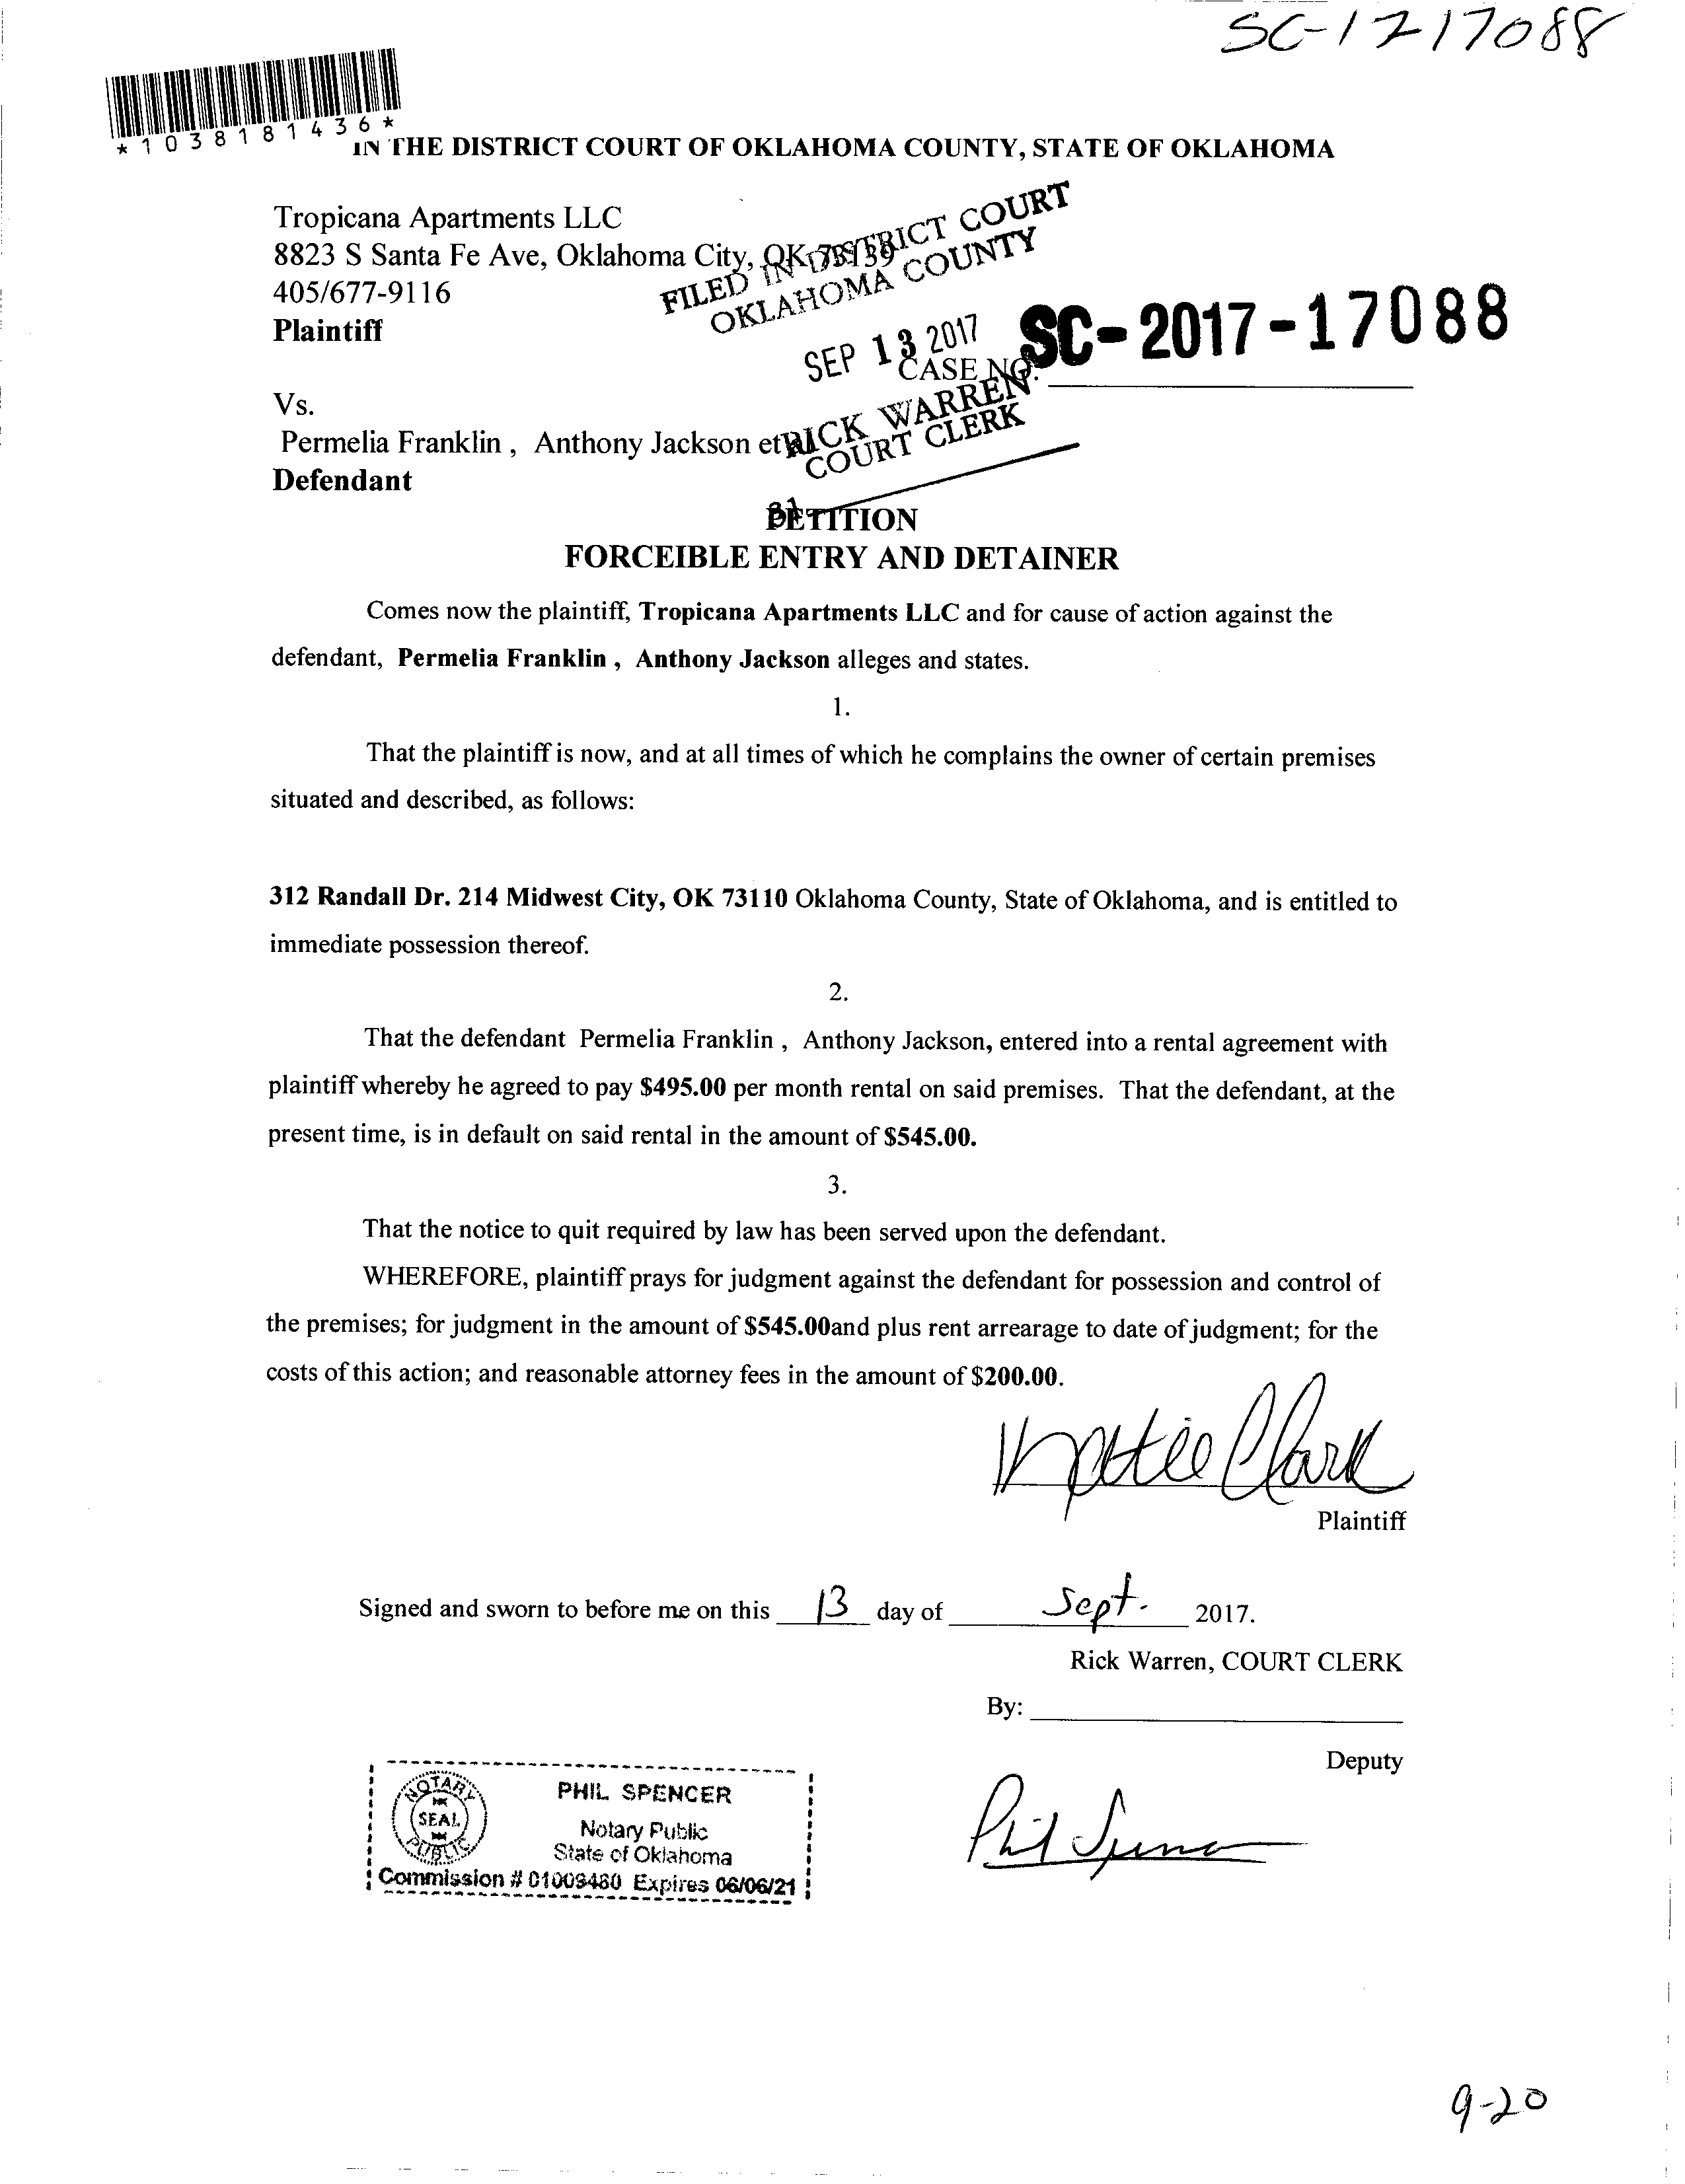 SC-1717088
*1038181436*
IN THE DISTRICT COURT OF OKLAHOMA COUNTY, STATE OF OKLAHOMA
Tropicana Apartments LLC
8823 S Santa Fe Ave, Oklahoma City, OK 73139
405/677-9116
Plaintiff
FILED IN DISTRICT COURT
OKLAHOMA COUNTY
SEP 13 2017
RICK WARREN
COURT CLERK
CASE NO. SC-2017-17088
Vs.
Permelia Franklin , Anthony Jackson et al
Defendant
PETITION
FORCEIBLE ENTRY AND DETAINER
Comes now the plaintiff, Tropicana Apartments LLC and for cause of action against the
defendant, Permelia Franklin , Anthony Jackson alleges and states.
1.
That the plaintiff is now, and at all times of which he complains the owner of certain premises
situated and described, as follows:
312 Randall Dr. 214 Midwest City, OK 73110 Oklahoma County, State of Oklahoma, and is entitled to
immediate possession thereof.
2.
That the defendant Permelia Franklin , Anthony Jackson, entered into a rental agreement with
plaintiff whereby he agreed to pay $495.00 per month rental on said premises. That the defendant, at the
present time, is in default on said rental in the amount of $545.00.
3.
That the notice to quit required by law has been served upon the defendant.
WHEREFORE, plaintiff prays for judgment against the defendant for possession and control of
the premises; for judgment in the amount of $545.00and plus rent arrearage to date of judgment; for the
costs of this action; and reasonable attorney fees in the amount of $200.00.
Clark
Plaintiff
Signed and sworn to before me on this 13 day of Sept. 2017.
Rick Warren, COURT CLERK
By:
Deputy
NOTARY
SEAL
PUBLIC
PHIL SPENCER
Notary Public
State of Oklahoma
Commission # 01009480 Expires 06/06/21
Phil Spencer
9-20